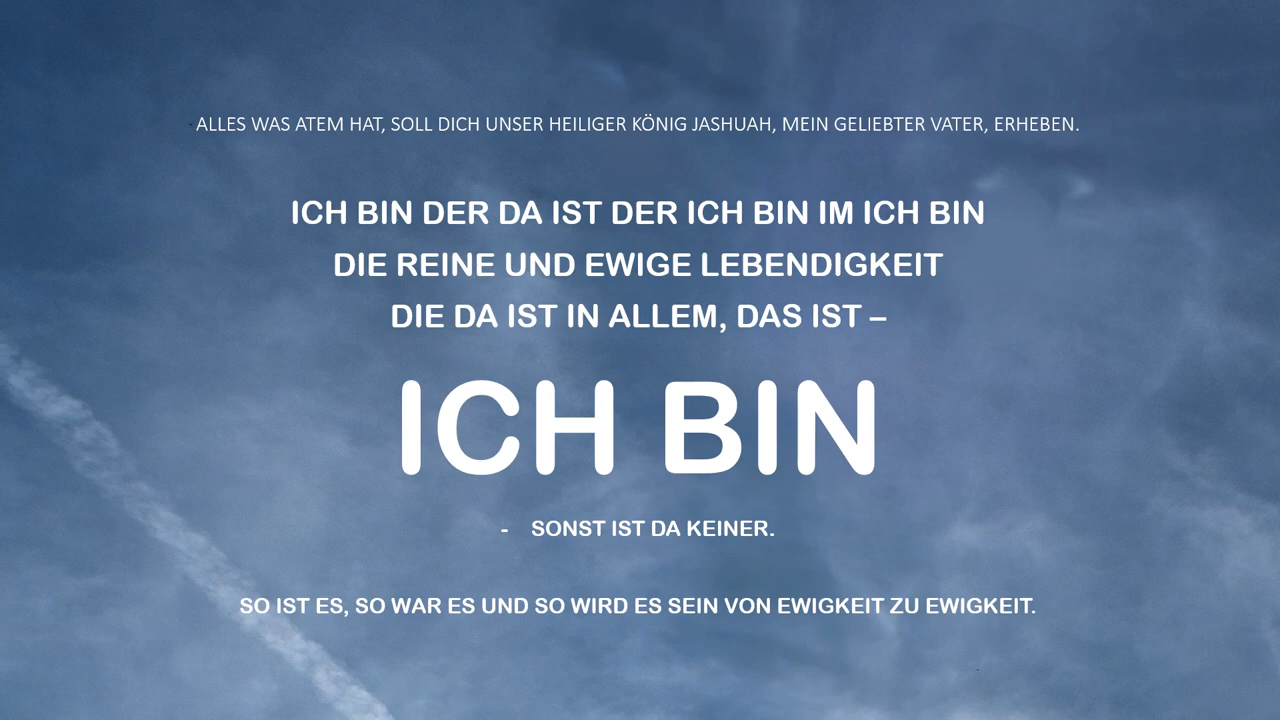 ALLES WAS ATEM HAT, SOLL DICH UNSER HEILIGER KÖNIG JASHUAH, MEIN GELIEBTER VATER, ERHEBEN.
ICH BIN DER DA IST DER ICH BIN IM ICH BIN
DIE REINE UND EWIGE LEBENDIGKEIT
DIE DA IST IN ALLEM, DAS IST –
ICH BIN
- SONST IST DA KEINER.
SO IST ES, SO WAR ES UND SO WIRD ES SEIN VON EWIGKEIT ZU EWIGKEIT.